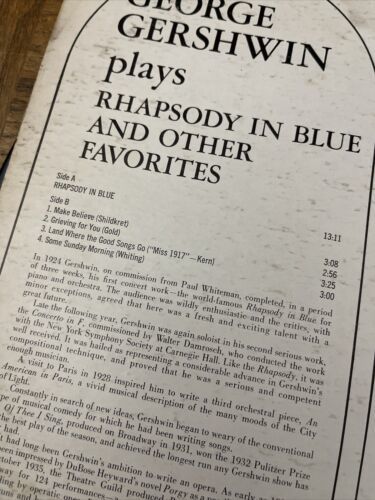 GEORGE
GERSHWIN
plays
RHAPSODY IN BLUE
AND OTHER
FAVORITES
Side A
RHAPSODY IN BLUE 13:11
Side B
1. Make Believe (Shildkret) 3:08
2. Grieving for You (Gold) 2:56
3. Land Where the Good Songs Go ("Miss 1917" – Kern) 3:25
4. Some Sunday Morning (Whiting) 3:00
In 1924 Gershwin, on commission from Paul Whiteman, completed, in a period
of three weeks, his first concert work—the world-famous Rhapsody in Blue for
piano and orchestra. The audience was wildly enthusiastic and the critics, with
minor exceptions, agreed that here was a fresh and exciting talent with a
great future.
Late the following year, Gershwin was again soloist in his second serious work,
the Concerto in F, commissioned by Walter Damrosch, who conducted the work
with the New York Symphony Society at Carnegie Hall. Like the Rhapsody, it was
well received. It was hailed as representing a considerable advance in Gershwin's
compositional technique, and proved that he was a serious and competent
enough musician.
A visit to Paris in 1928 inspired him to write a third orchestral piece, An
American in Paris, a vivid musical description of the many moods of the City
of Light.
Constantly in search of new ideas, Gershwin began to weary of the conventional
type of musical comedy for which he had been writing songs.
Of Thee I Sing, produced on Broadway in 1931, won the 1932 Pulitzer Prize
the best play of the season, and achieved the longest run any Gershwin show has
had.
It had long been Gershwin's ambition to write an opera. As early
been impressed by DuBose Heyward's novel Porgy as a
October 1935, the Theatre Guild produced
way for 124 performances—a
operatic one